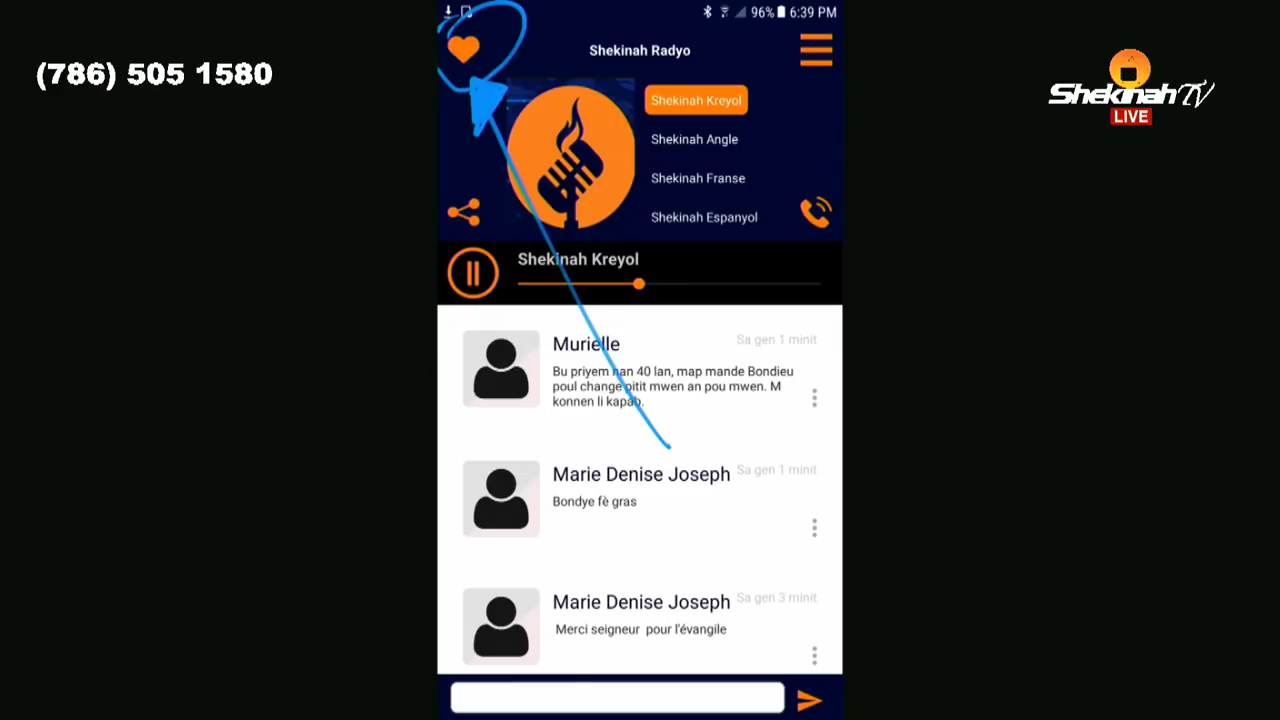 (786) 505 1580
96% 6:39 PM
Shekinah Radyo
Shekinah TV
LIVE
Shekinah Kreyol
Shekinah Angle
Shekinah Franse
Shekinah Espanyol
Shekinah Kreyol
Murielle
Sa gen 1 minit
Bu priyem nan 40 lan, map mande Bondieu
poul change pitit mwen an pou mwen. M
konnen li kapab.
Marie Denise Joseph
Sa gen 1 minit
Bondye fè gras
Marie Denise Joseph
Sa gen 3 minit
Merci seigneur pour l'évangile